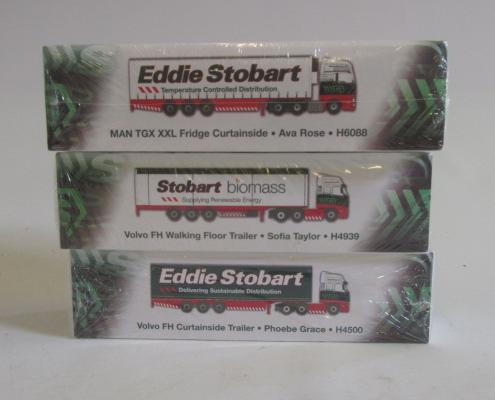 Eddie Stobart
Temperature Controlled Distribution
MAN TGX XXL Fridge Curtainside • Ava Rose • H6088
Stobart biomass
Supplying Renewable Energy
Volvo FH Walking Floor Trailer • Sofia Taylor • H4939
Eddie Stobart
Delivering Sustainable Distribution
Volvo FH Curtainside Trailer • Phoebe Grace • H4500